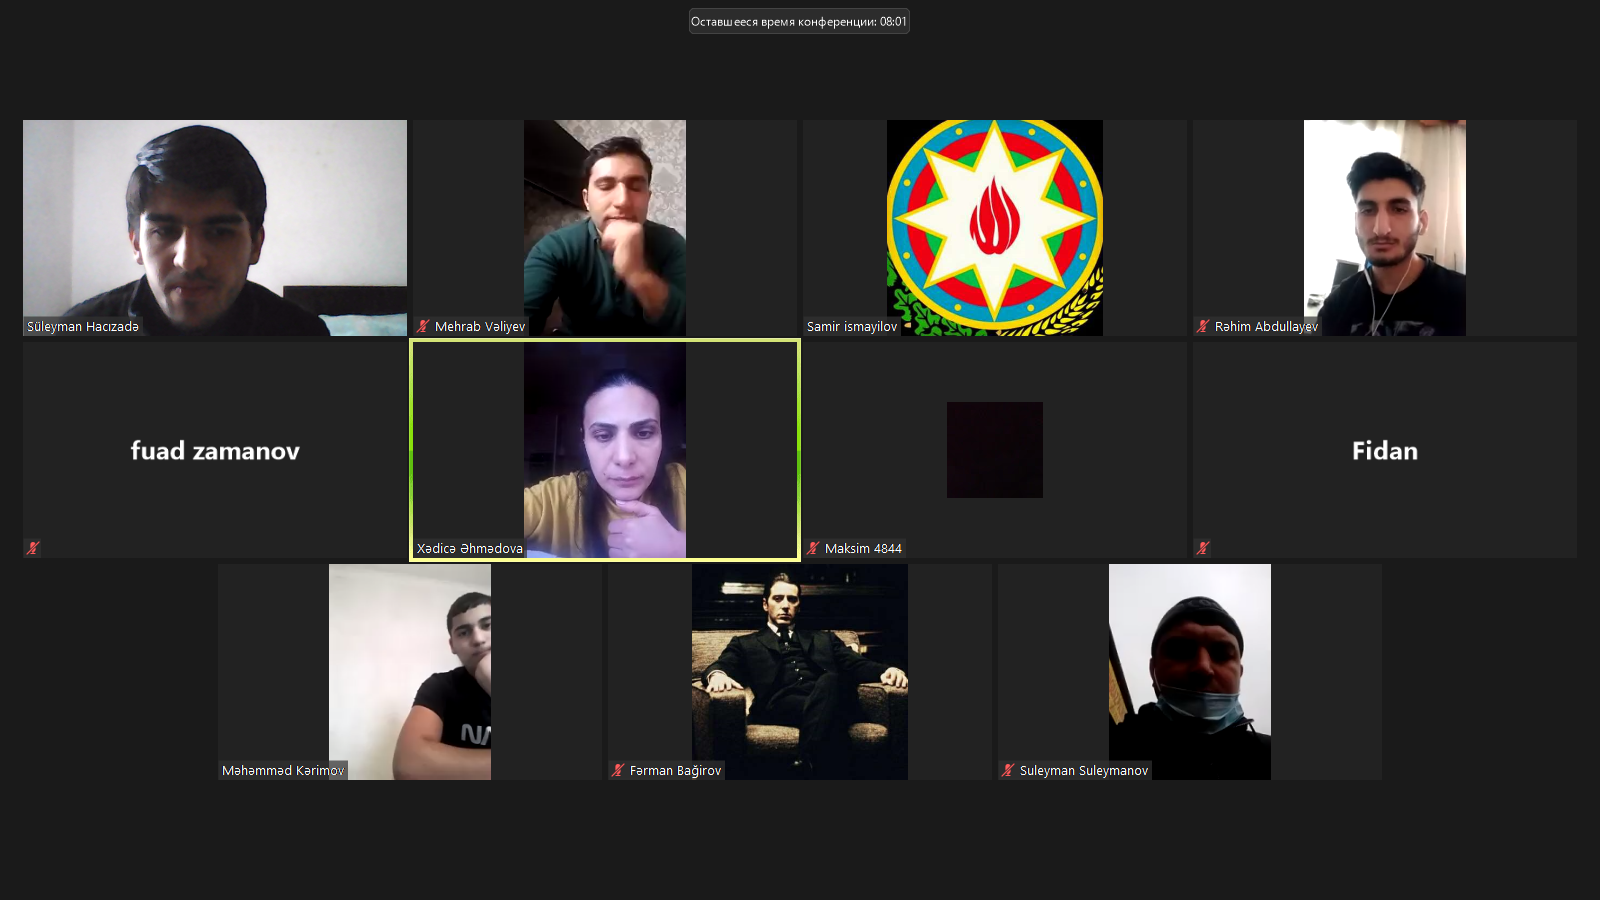 Оставшееся время конференции: 08:01
Süleyman Hacızadə
Mehrab Vəliyev
Samir ismayilov
Rəhim Abdullayev
fuad zamanov
Xədicə Əhmədova
Maksim 4844
Fidan
Məhəmməd Kərimov
Fərman Bağirov
Suleyman Suleymanov